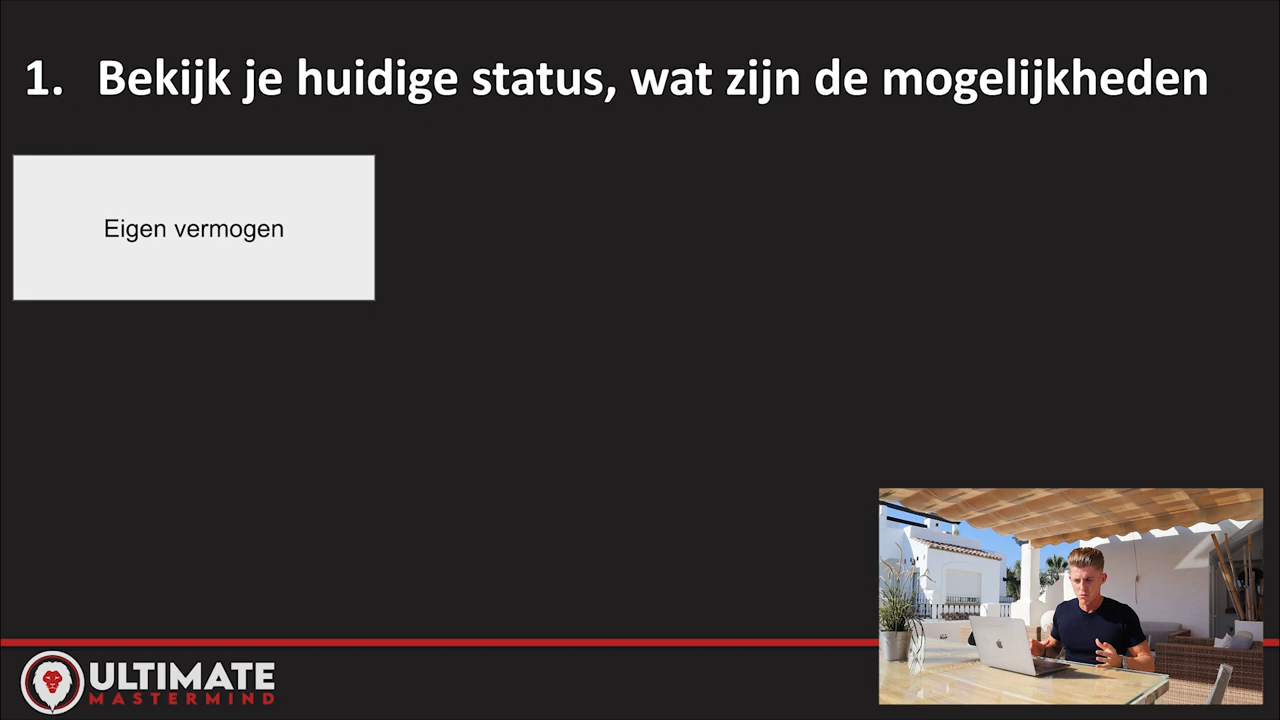 1. Bekijk je huidige status, wat zijn de mogelijkheden
Eigen vermogen
ULTIMATE
MASTERMIND